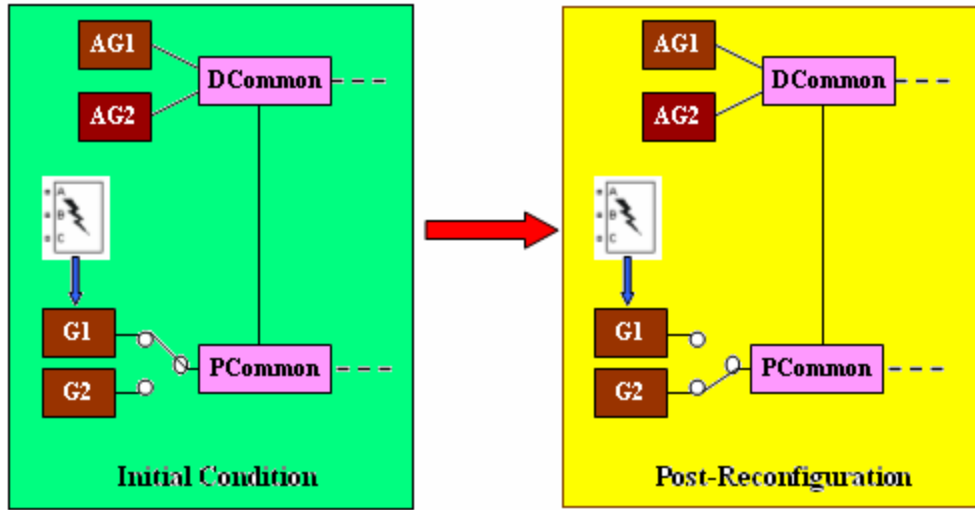 AG1
DCommon
AG2
A
B
C
G1
PCommon
G2
Initial Condition
AG1
DCommon
AG2
A
B
C
G1
PCommon
G2
Post-Reconfiguration